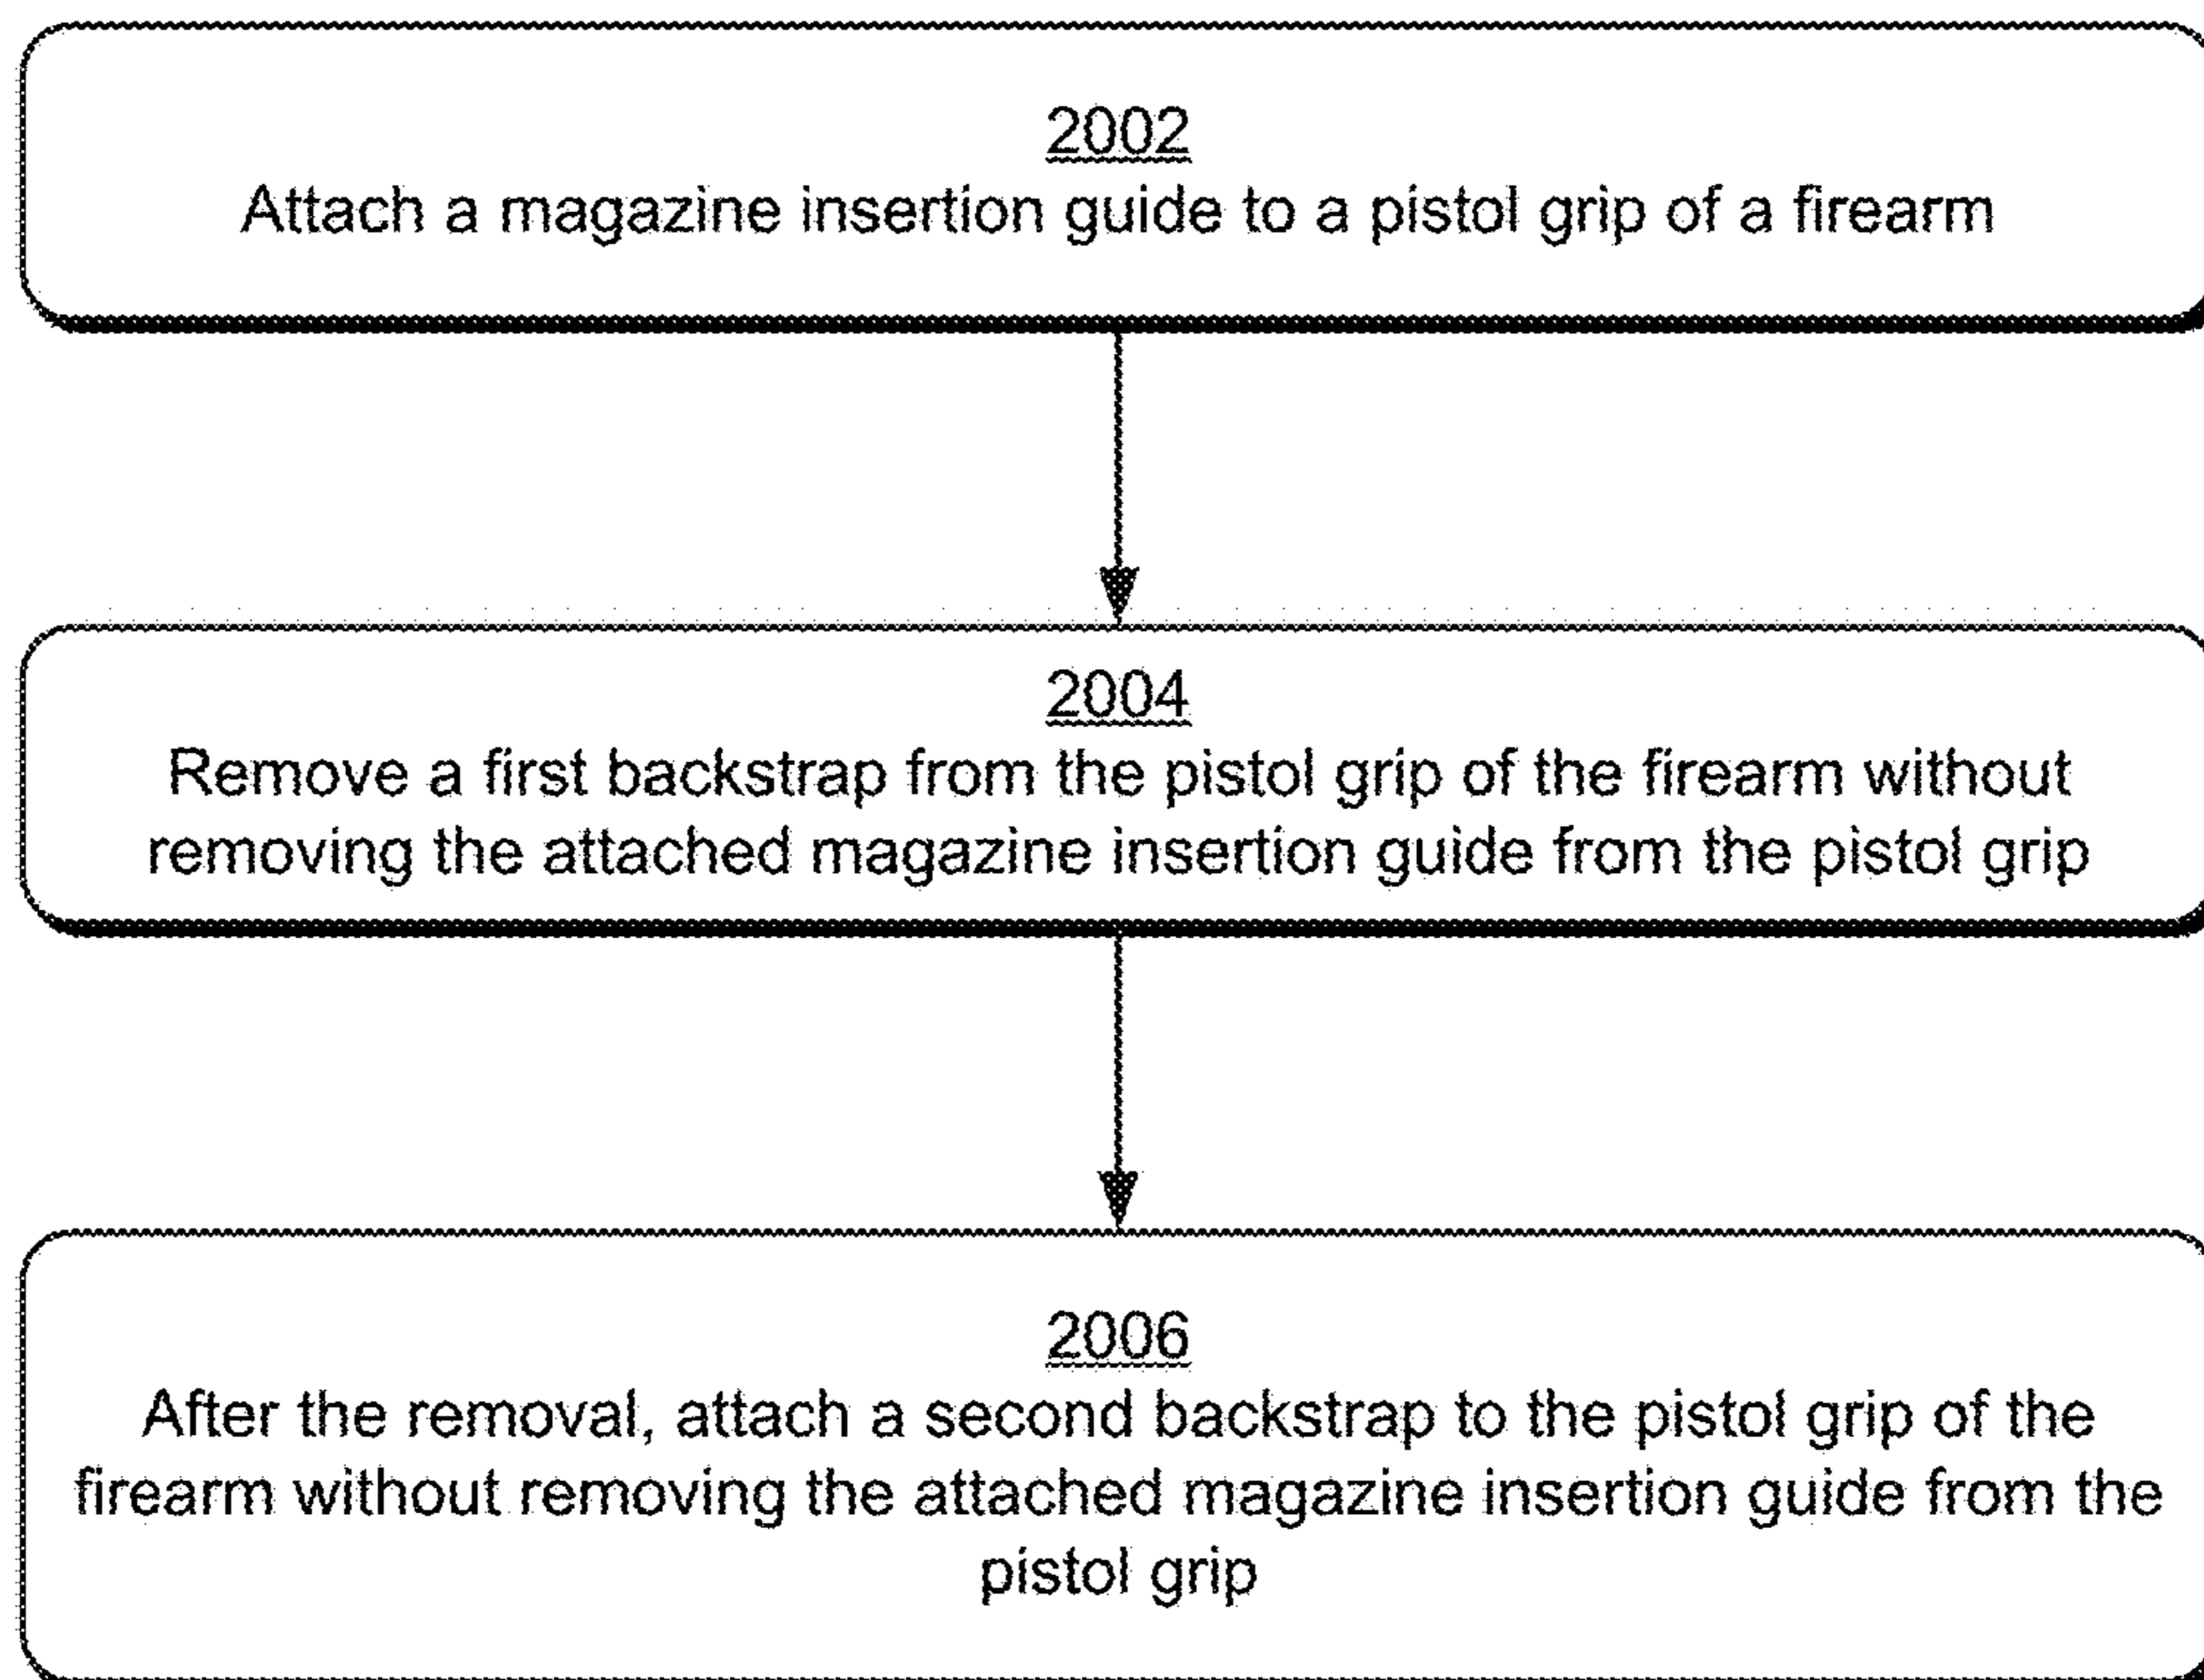 2002
Attach a magazine insertion guide to a pistol grip of a firearm
2004
Remove a first backstrap from the pistol grip of the firearm without
removing the attached magazine insertion guide from the pistol grip
2006
After the removal, attach a second backstrap to the pistol grip of the
firearm without removing the attached magazine insertion guide from the
pistol grip